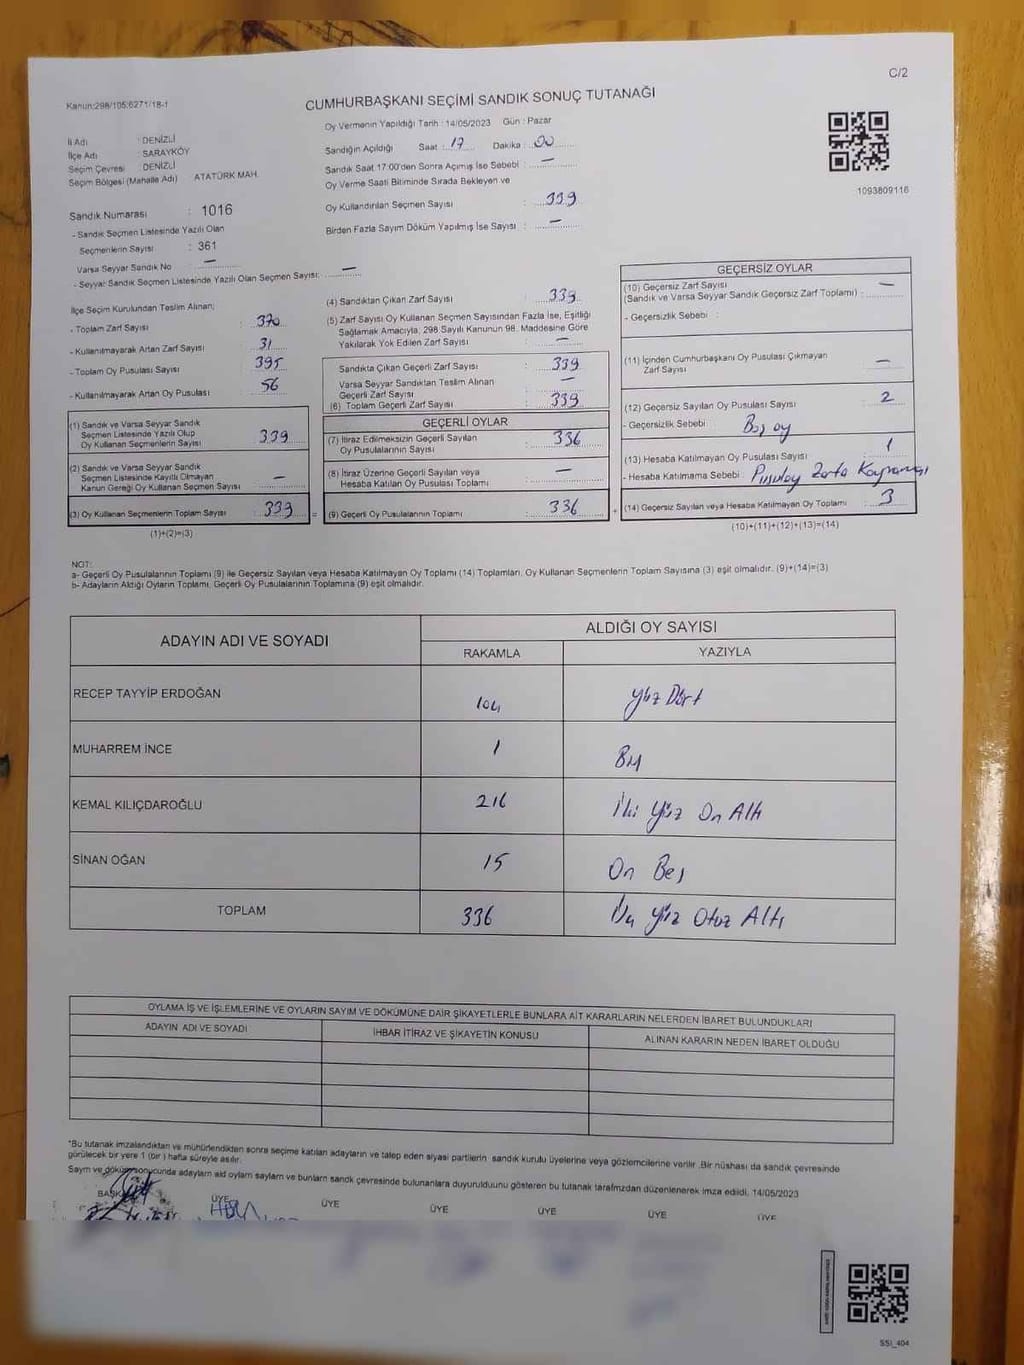 C/2
Kanun:298/105;6271/18-1
CUMHURBAŞKANI SEÇİMİ SANDIK SONUÇ TUTANAĞI
Oy Vermenin Yapıldığı Tarih : 14/05/2023 Gün : Pazar
İl Adı : DENİZLİ
İlçe Adı : SARAYKÖY
Seçim Çevresi : DENİZLİ
Seçim Bölgesi (Mahalle Adı) ATATÜRK MAH.
Sandık Numarası : 1016
- Sandık Seçmen Listesinde Yazılı Olan
Seçmenlerin Sayısı : 361
Varsa Seyyar Sandık No —
- Seyyar Sandık Seçmen Listesinde Yazılı Olan Seçmen Sayısı: —
Sandığın Açıldığı Saat : 17 Dakika : 00
Sandık Saat 17:00'den Sonra Açımış İse Sebebi : —
Oy Verme Saati Bitiminde Sırada Bekleyen ve
Oy Kullandırılan Seçmen Sayısı : 339
Birden Fazla Sayım Döküm Yapılmış İse Sayısı : —
1093809116
İlçe Seçim Kurulundan Teslim Alınan;
- Toplam Zarf Sayısı : 370
- Kullanılmayarak Artan Zarf Sayısı : 31
- Toplam Oy Pusulası Sayısı : 395
- Kullanılmayarak Artan Oy Pusulası : 56
(1) Sandık ve Varsa Seyyar Sandık
Seçmen Listesinde Yazılı Olup
Oy Kullanan Seçmenlerin Sayısı : 339
(2) Sandık ve Varsa Seyyar Sandık
Seçmen Listesinde Kayıtlı Olmayan
Kanun Gereği Oy Kullanan Seçmen Sayısı : —
(3) Oy Kullanan Seçmenlerin Toplam Sayısı : 339 =
(1)+(2)=(3)
(4) Sandıktan Çıkan Zarf Sayısı : 339
(5) Zarf Sayısı Oy Kullanan Seçmen Sayısından Fazla İse, Eşitliği
Sağlamak Amacıyla; 298 Sayılı Kanunun 98. Maddesine Göre
Yakılarak Yok Edilen Zarf Sayısı : —
Sandıkta Çıkan Geçerli Zarf Sayısı : 339
Varsa Seyyar Sandıktan Teslim Alınan
Geçerli Zarf Sayısı : —
(6) Toplam Geçerli Zarf Sayısı : 339
GEÇERLİ OYLAR
(7) İtiraz Edilmeksizin Geçerli Sayılan
Oy Pusulalarının Sayısı : 336
(8) İtiraz Üzerine Geçerli Sayılan veya
Hesaba Katılan Oy Pusulası Toplamı : —
(9) Geçerli Oy Pusulalarının Toplamı : 336 +
GEÇERSİZ OYLAR
(10) Geçersiz Zarf Sayısı
(Sandık ve Varsa Seyyar Sandık Geçersiz Zarf Toplamı) : —
- Geçersizlik Sebebi :
(11) İçinden Cumhurbaşkanı Oy Pusulası Çıkmayan
Zarf Sayısı : —
(12) Geçersiz Sayılan Oy Pusulası Sayısı : 2
- Geçersizlik Sebebi : Boş oy
(13) Hesaba Katılmayan Oy Pusulası Sayısı : 1
- Hesaba Katılmama Sebebi : Pusulay Zarfa Koymamış
(14) Geçersiz Sayılan veya Hesaba Katılmayan Oy Toplamı : 3
(10)+(11)+(12)+(13)=(14)
NOT:
a- Geçerli Oy Pusulalarının Toplamı (9) ile Geçersiz Sayılan veya Hesaba Katılmayan Oy Toplamı (14) Toplamları, Oy Kullanan Seçmenlerin Toplam Sayısına (3) eşit olmalıdır. (9)+(14)=(3)
b- Adayların Aldığı Oyların Toplamı, Geçerli Oy Pusulalarının Toplamına (9) eşit olmalıdır.
ADAYIN ADI VE SOYADI
ALDIĞI OY SAYISI
RAKAMLA YAZIYLA
RECEP TAYYİP ERDOĞAN 104 Yüz Dört
MUHARREM İNCE 1 Bir
KEMAL KILIÇDAROĞLU 216 İki Yüz On Altı
SİNAN OĞAN 15 On Beş
TOPLAM 336 Üç Yüz Otuz Altı
OYLAMA İŞ VE İŞLEMLERİNE VE OYLARIN SAYIM VE DÖKÜMÜNE DAİR ŞİKAYETLERLE BUNLARA AİT KARARLARIN NELERDEN İBARET BULUNDUKLARI
ADAYIN ADI VE SOYADI İHBAR İTİRAZ VE ŞİKAYETİN KONUSU ALINAN KARARIN NEDEN İBARET OLDUĞU
*Bu tutanak imzalandıktan ve mühürlendikten sonra seçime katılan adayların ve talep eden siyasi partilerin sandık kurulu üyelerine veya gözlemcilerine verilir .Bir nüshası da sandık çevresinde
görülecek bir yere 1 (bir ) hafta süreyle asılır.
Sayım ve döküm sonucunda adayların aid oyların sayları ve bunların sandk çevresinde bulunanlara duyurulduunu gösteren bu tutanak tarafmzdan düzenlenerek imza edildi. 14/05/2023
ÜYE ÜYE ÜYE ÜYE ÜYE ÜYE
SSİ_404